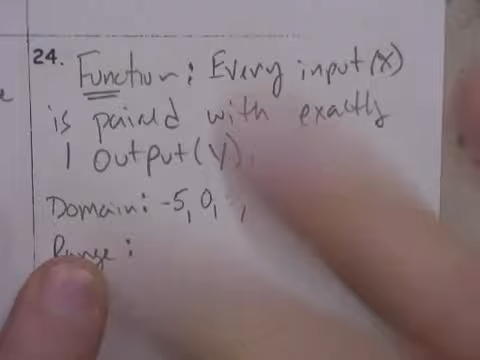 24. Function: Every input (x)
is paired with exactly
1 output (y).
Domain: -5, 0,
Range: